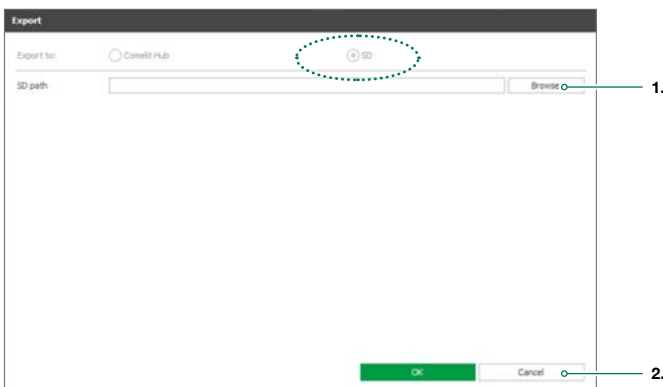 Export
Export to: Comelit Hub SD
SD path Browse 1.
OK Cancel 2.